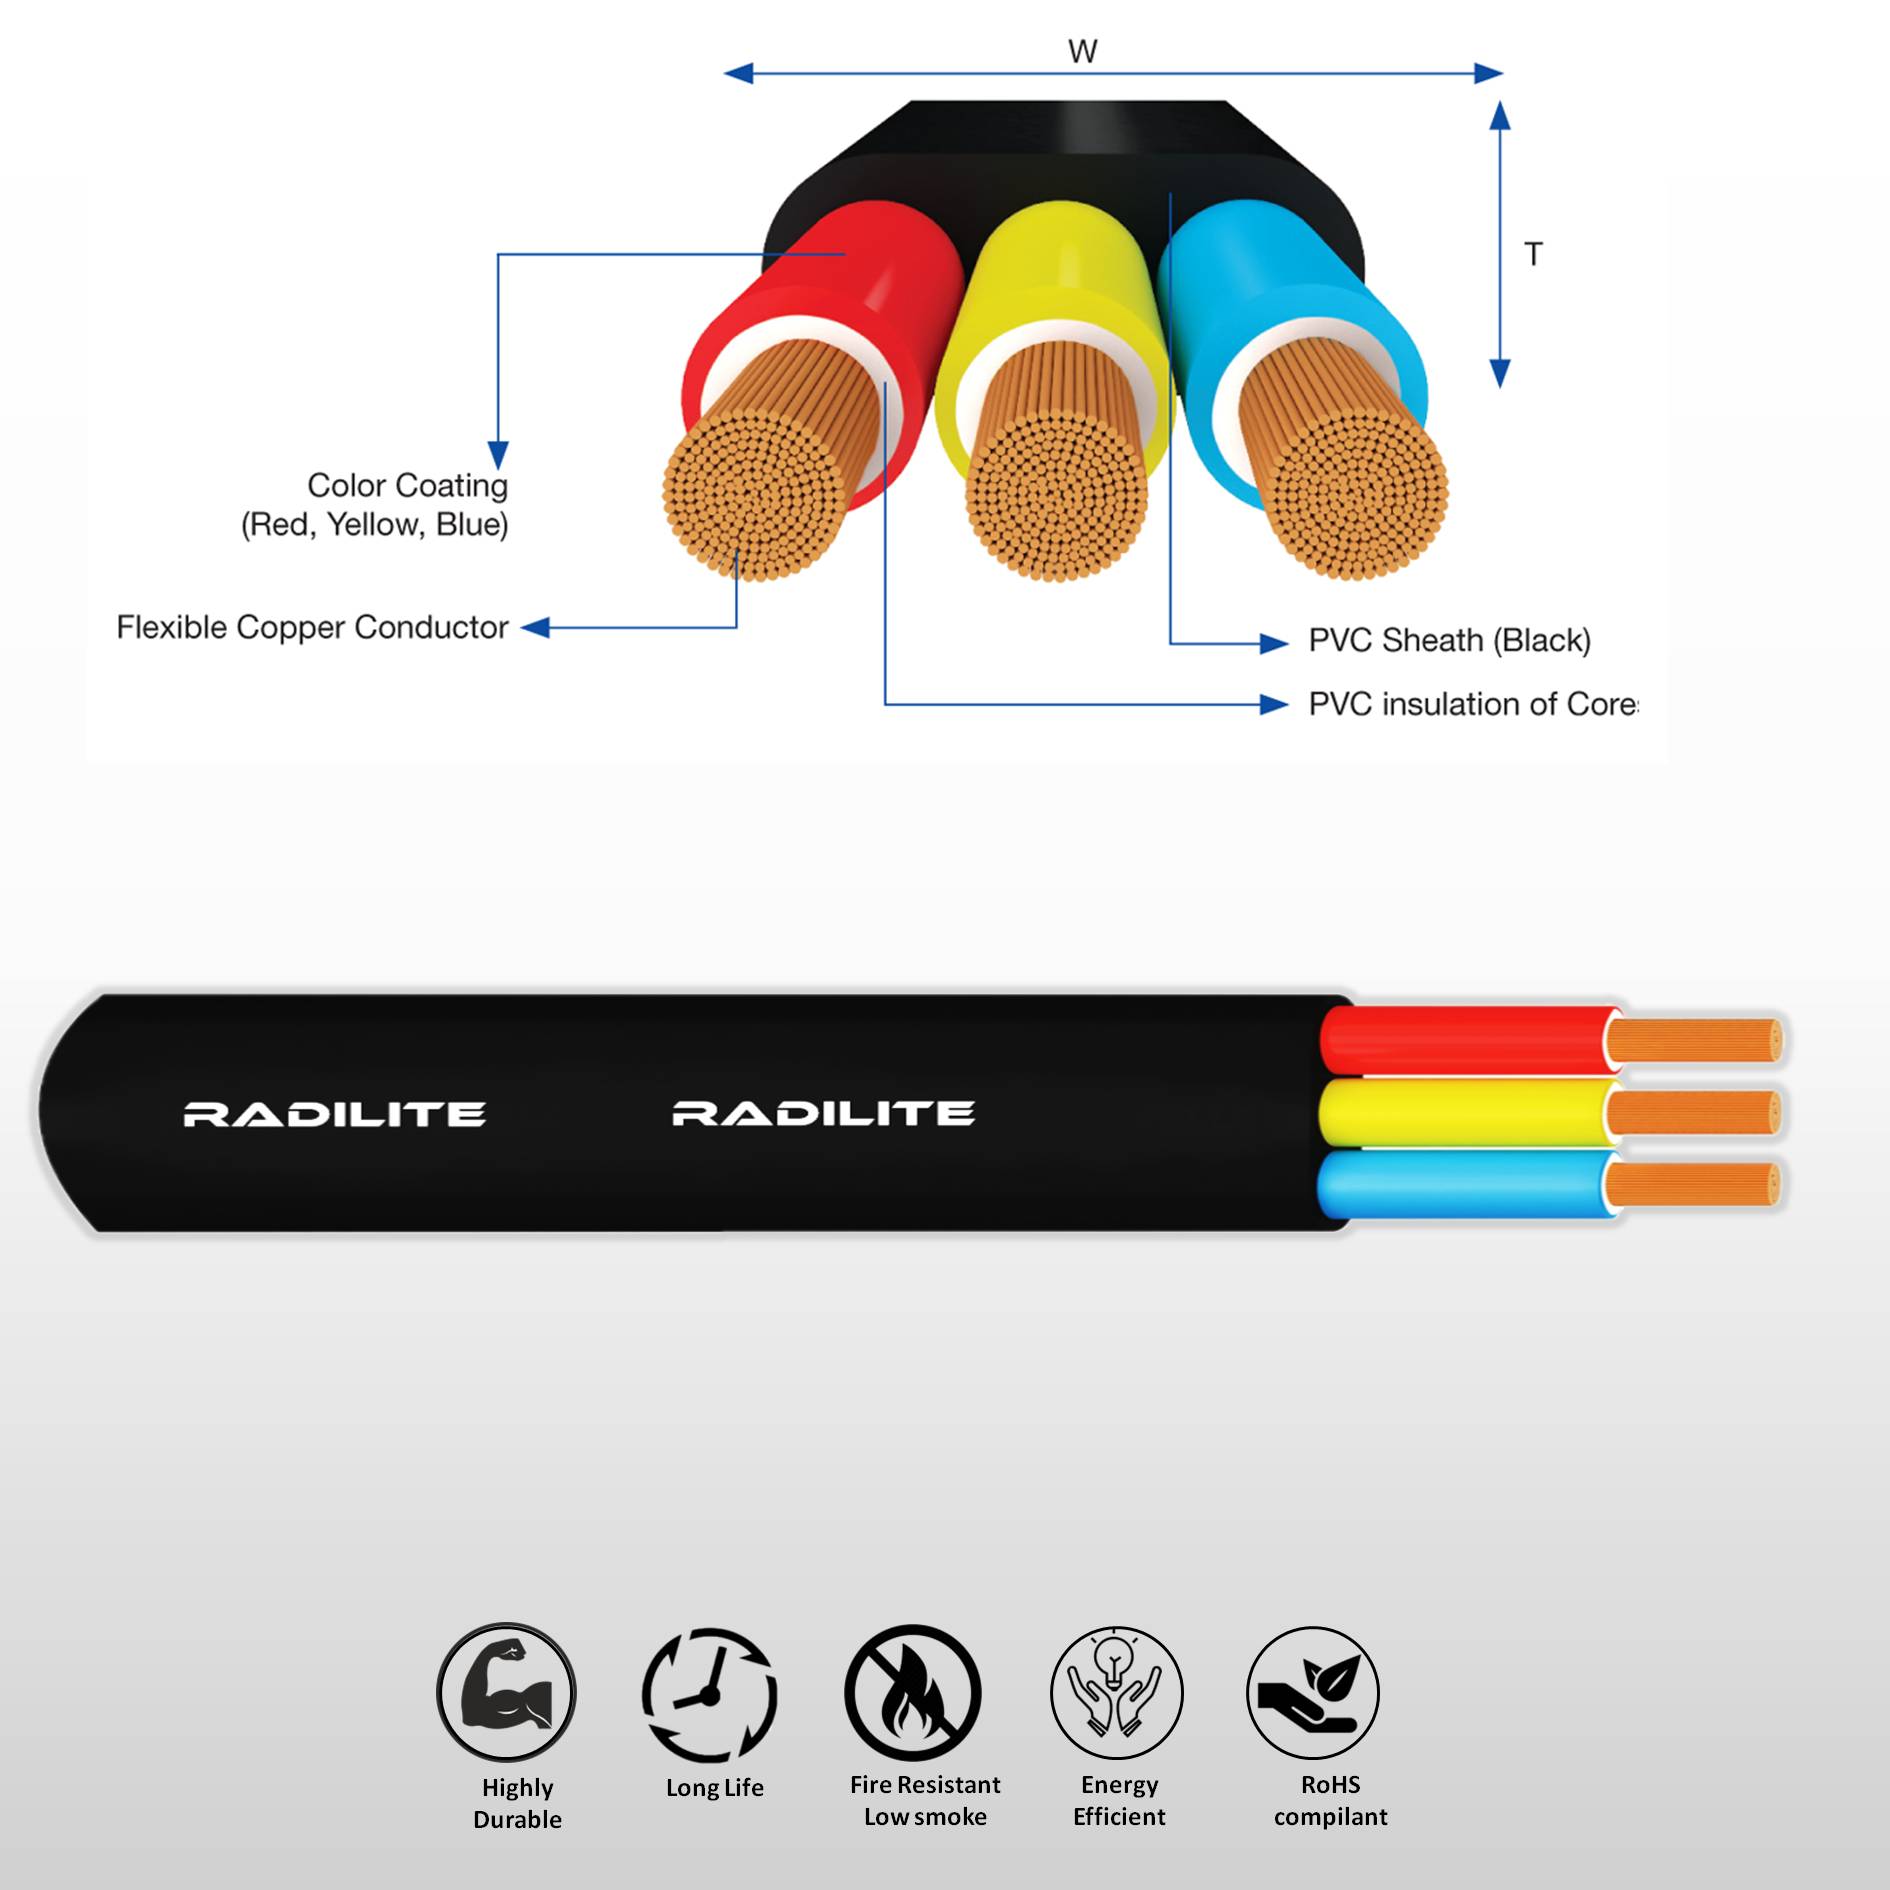 W
T
Color Coating
(Red, Yellow, Blue)
Flexible Copper Conductor
PVC Sheath (Black)
PVC insulation of Core
RADILITE RADILITE
Highly
Durable
Long Life
Fire Resistant
Low smoke
Energy
Efficient
RoHS
compilant